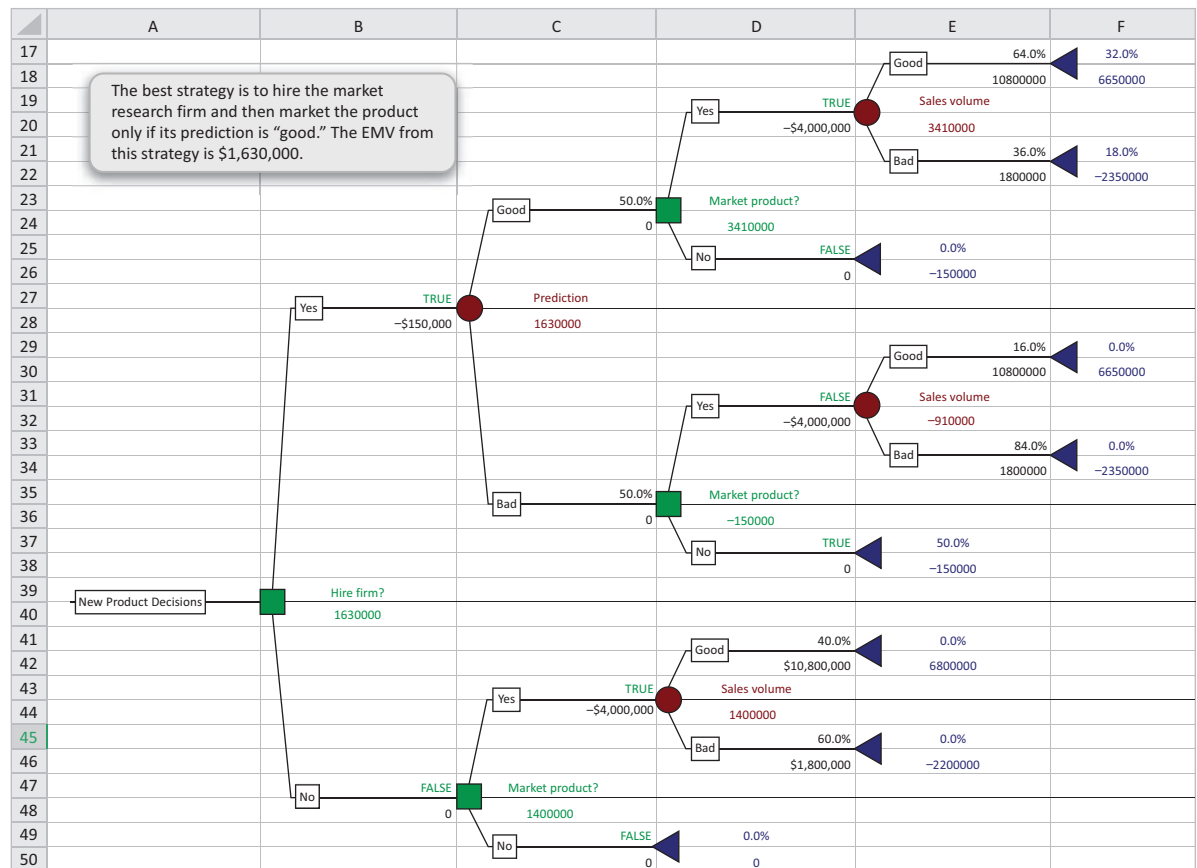 A B C D E F
17 Good 64.0% 32.0%
18 10800000 6650000
The best strategy is to hire the market
research firm and then market the product
only if its prediction is “good.” The EMV from
this strategy is $1,630,000.
19 Yes TRUE Sales volume
20 –$4,000,000 3410000
21 Bad 36.0% 18.0%
22 1800000 –2350000
23 Good 50.0% Market product?
24 0 3410000
25 No FALSE 0.0%
26 0 –150000
27 Yes TRUE Prediction
28 –$150,000 1630000
29 Good 16.0% 0.0%
30 10800000 6650000
31 Yes FALSE Sales volume
32 –$4,000,000 –910000
33 Bad 84.0% 0.0%
34 1800000 –2350000
35 Bad 50.0% Market product?
36 0 –150000
37 No TRUE 50.0%
38 0 –150000
39 New Product Decisions Hire firm?
40 1630000
41 Good 40.0% 0.0%
42 $10,800,000 6800000
43 Yes TRUE Sales volume
44 –$4,000,000 1400000
45 Bad 60.0% 0.0%
46 $1,800,000 –2200000
47 No FALSE Market product?
48 0 1400000
49 No FALSE 0.0%
50 0 0